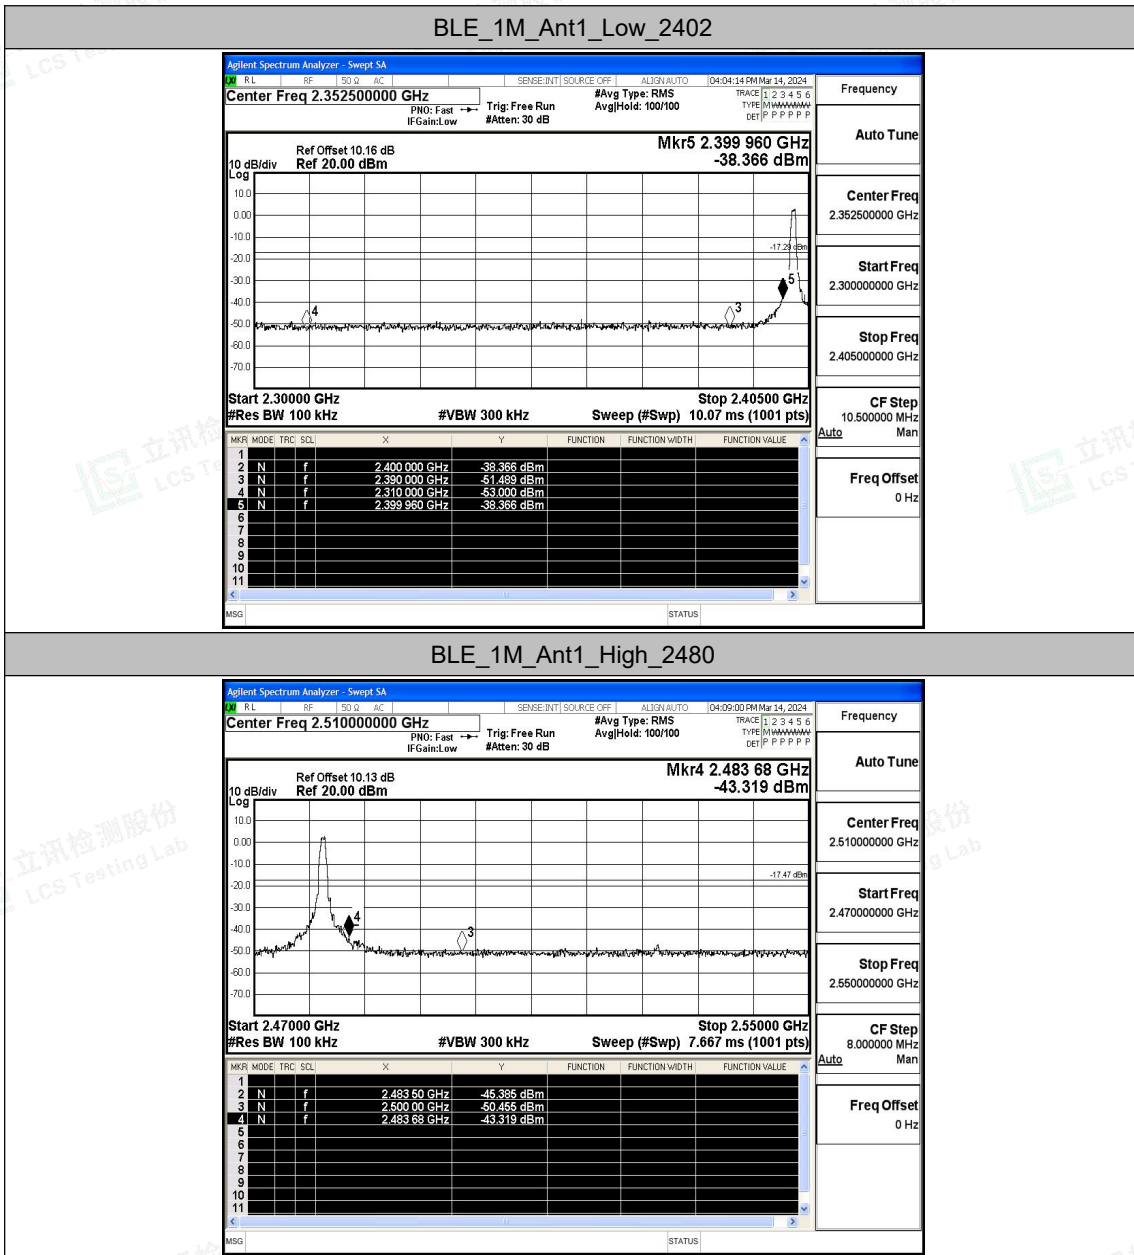 BLE_1M_Ant1_Low_2402
Agilent Spectrum Analyzer - Swept SA
LXI RL RF 50 Ω AC SENSE:INT SOURCE OFF ALIGN AUTO 04:04:14 PM Mar 14, 2024
Center Freq 2.352500000 GHz
#Avg Type: RMS
TRACE 1 2 3 4 5 6
PNO: Fast Trig: Free Run Avg|Hold: 100/100
TYPE MWWWWW
IFGain:Low #Atten: 30 dB
DET P P P P P P
Frequency
Auto Tune
Ref Offset 10.16 dB
Mkr5 2.399 960 GHz
10 dB/div Ref 20.00 dBm
-38.366 dBm
Log
10.0
0.00
-10.0
-17.29 dBm
-20.0
-30.0
5
-40.0
4
3
-50.0
-60.0
-70.0
Start 2.30000 GHz
Stop 2.40500 GHz
#Res BW 100 kHz #VBW 300 kHz Sweep (#Swp) 10.07 ms (1001 pts)
Center Freq
2.352500000 GHz
Start Freq
2.300000000 GHz
Stop Freq
2.405000000 GHz
CF Step
10.500000 MHz
Auto Man
Freq Offset
0 Hz
MKR MODE TRC SCL X Y FUNCTION FUNCTION WIDTH FUNCTION VALUE
1
2 N f 2.400 000 GHz -38.366 dBm
3 N f 2.390 000 GHz -51.489 dBm
4 N f 2.310 000 GHz -53.000 dBm
5 N f 2.399 960 GHz -38.366 dBm
6
7
8
9
10
11
MSG STATUS
BLE_1M_Ant1_High_2480
Agilent Spectrum Analyzer - Swept SA
LXI RL RF 50 Ω AC SENSE:INT SOURCE OFF ALIGN AUTO 04:09:00 PM Mar 14, 2024
Center Freq 2.510000000 GHz
#Avg Type: RMS
TRACE 1 2 3 4 5 6
PNO: Fast Trig: Free Run Avg|Hold: 100/100
TYPE MWWWWW
IFGain:Low #Atten: 30 dB
DET P P P P P P
Frequency
Auto Tune
Ref Offset 10.13 dB
Mkr4 2.483 68 GHz
10 dB/div Ref 20.00 dBm
-43.319 dBm
Log
10.0
0.00
-10.0
-17.47 dBm
-20.0
-30.0
4
-40.0
3
-50.0
-60.0
-70.0
Start 2.47000 GHz
Stop 2.55000 GHz
#Res BW 100 kHz #VBW 300 kHz Sweep (#Swp) 7.667 ms (1001 pts)
Center Freq
2.510000000 GHz
Start Freq
2.470000000 GHz
Stop Freq
2.550000000 GHz
CF Step
8.000000 MHz
Auto Man
Freq Offset
0 Hz
MKR MODE TRC SCL X Y FUNCTION FUNCTION WIDTH FUNCTION VALUE
1
2 N f 2.483 50 GHz -45.385 dBm
3 N f 2.500 00 GHz -50.455 dBm
4 N f 2.483 68 GHz -43.319 dBm
5
6
7
8
9
10
11
MSG STATUS
立讯检测股份
LCS Testing Lab